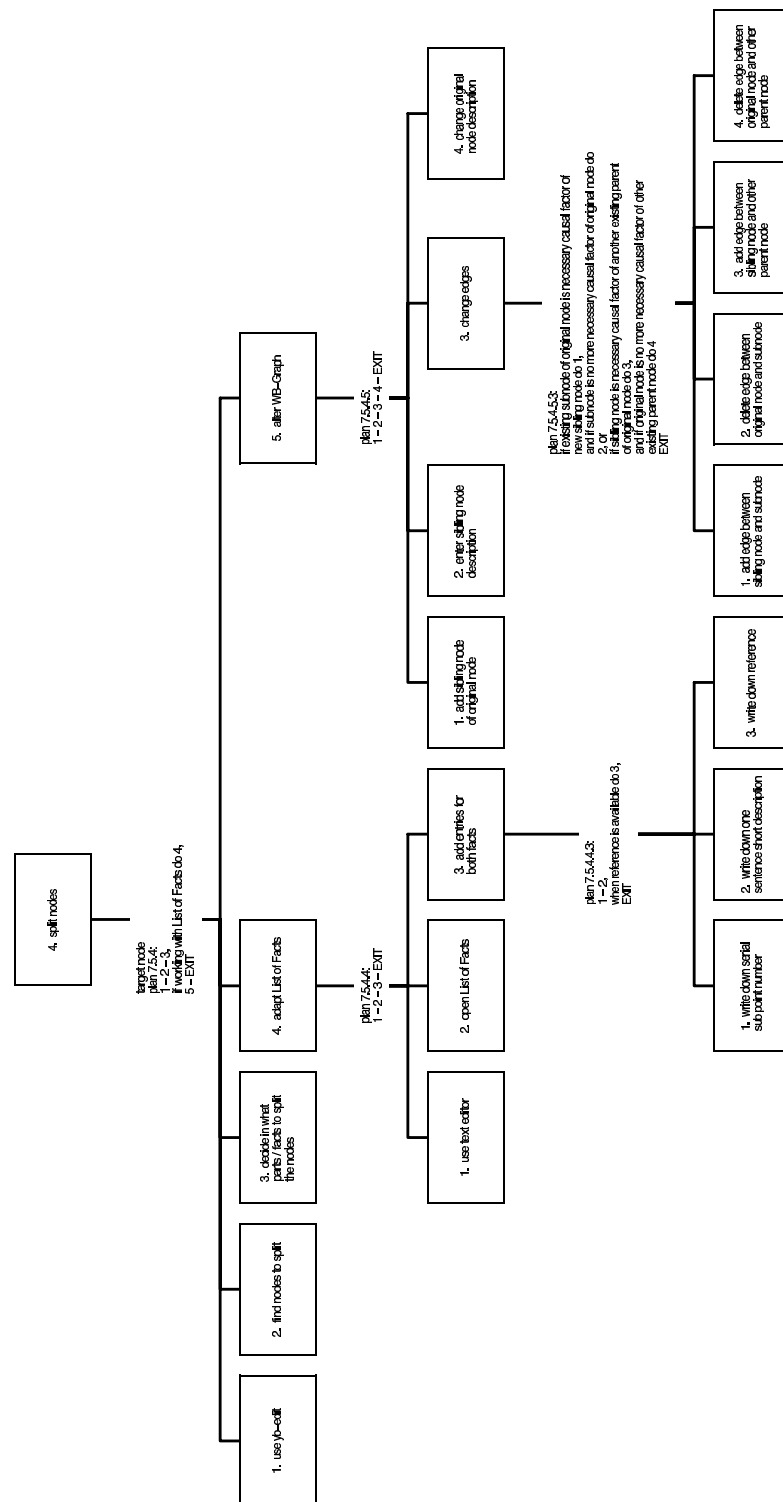 4. split nodes
target node
plan 7.5.4:
1 – 2 – 3,
if working with List of Facts do 4,
5 – EXIT
1. use yb-edit
2. find nodes to split
3. decide in what
parts / facts to split
the nodes
4. adapt List of Facts
5. alter WB-Graph
plan 7.5.4.4:
1 – 2 – 3 – EXIT
plan 7.5.4.5:
1 – 2 – 3 – 4 – EXIT
1. use text editor
2. open List of Facts
3. add entries for
both facts
1. add sibling node
of original node
2. enter sibling node
description
3. change edges
4. change original
node description
plan 7.5.4.4.3:
1 – 2,
when reference is available do 3,
EXIT
plan 7.5.4.5.3:
if existing subnode of original node is necessary causal factor of
new sibling node do 1,
and if subnode is no more necessary causal factor of original node do
2, or
if sibling node is necessary causal factor of another existing parent
of original node do 3,
and if original node is no more necessary causal factor of other
existing parent node do 4
EXIT
1. write down serial
sub point number
2. write down one
sentence short description
3. write down reference
1. add edge between
sibling node and subnode
2. delete edge between
original node and subnode
3. add edge between
sibling node and other
parent node
4. delete edge between
original node and other
parent node